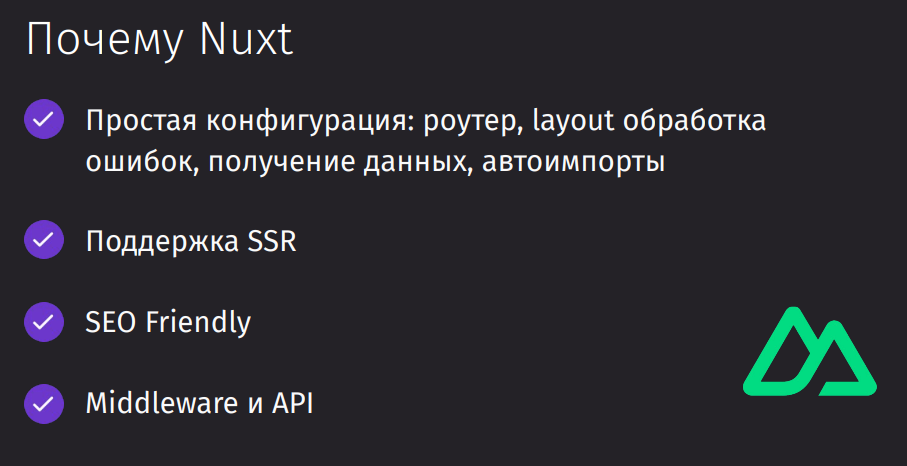 Почему Nuxt
Простая конфигурация: роутер, layout обработка
ошибок, получение данных, автоимпорты
Поддержка SSR
SEO Friendly
Middleware и API